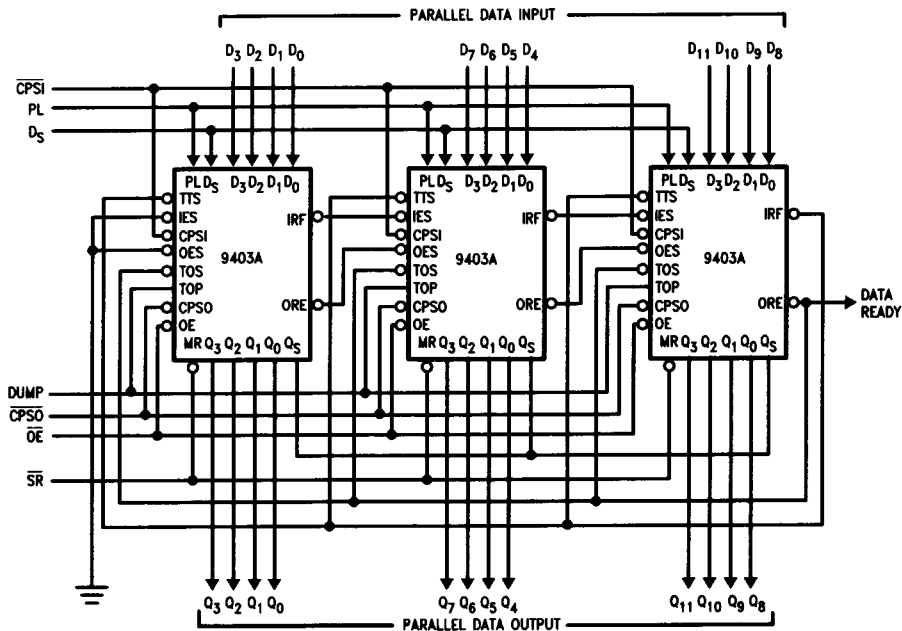 PARALLEL DATA INPUT
D3 D2 D1 D0
D7 D6 D5 D4
D11 D10 D9 D8
CPSI
PL
DS
PL DS D3 D2 D1 D0
TTS
IES
CPSI
OES
TOS
TOP
CPSO
OE
IRF
9403A
ORE
MR Q3 Q2 Q1 Q0 QS
PL DS D3 D2 D1 D0
TTS
IES
CPSI
OES
TOS
TOP
CPSO
OE
IRF
9403A
ORE
MR Q3 Q2 Q1 Q0 QS
PL DS D3 D2 D1 D0
TTS
IES
CPSI
OES
TOS
TOP
CPSO
OE
IRF
9403A
ORE
MR Q3 Q2 Q1 Q0 QS
DATA
READY
DUMP
CPSO
OE
SR
Q3 Q2 Q1 Q0
Q7 Q6 Q5 Q4
Q11 Q10 Q9 Q8
PARALLEL DATA OUTPUT